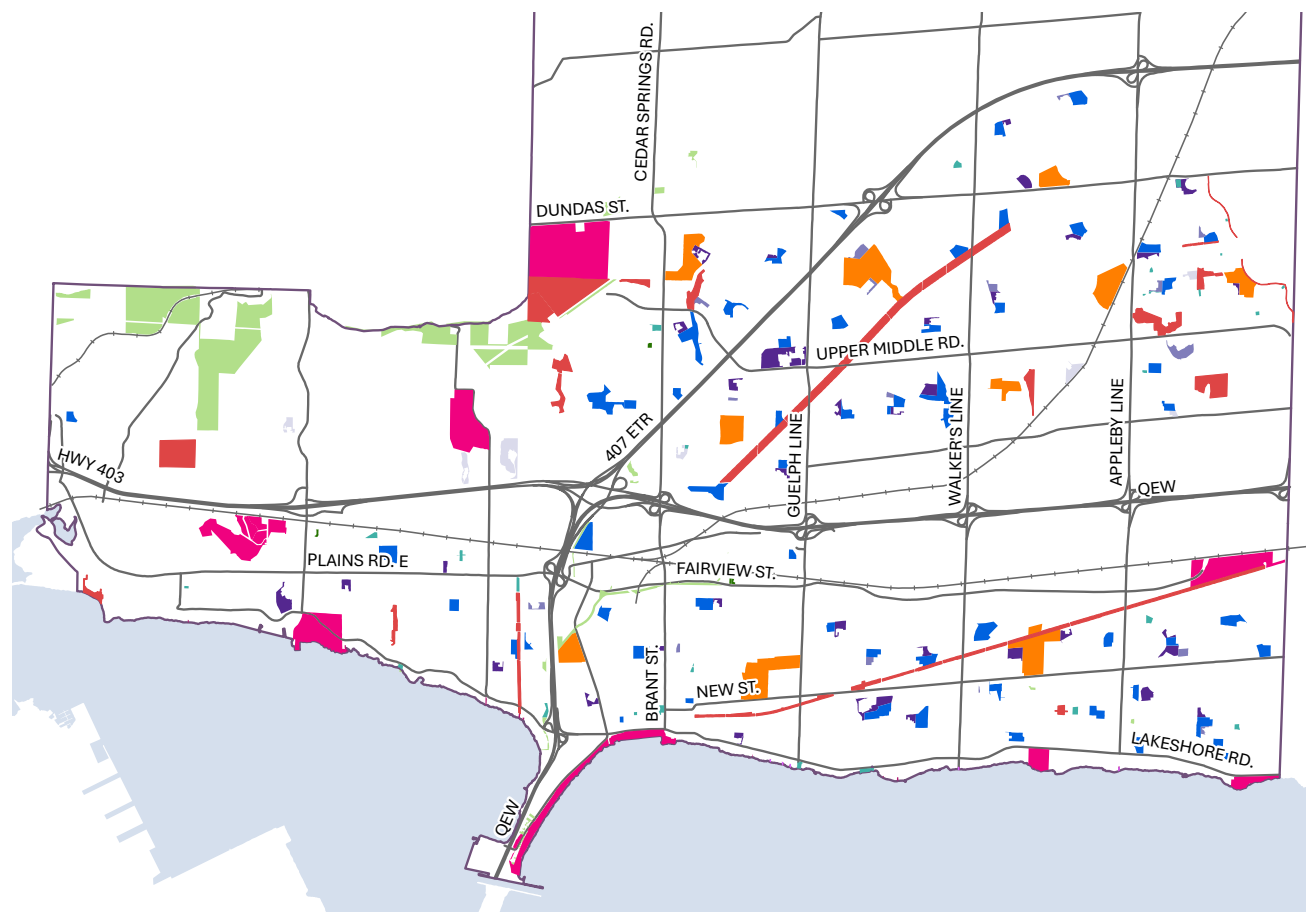 CEDAR SPRINGS RD.
DUNDAS ST.
UPPER MIDDLE RD.
407 ETR
GUELPH LINE
WALKER'S LINE
APPLEBY LINE
HWY 403
QEW
PLAINS RD. E
FAIRVIEW ST.
BRANT ST.
NEW ST.
LAKESHORE RD.
QEW